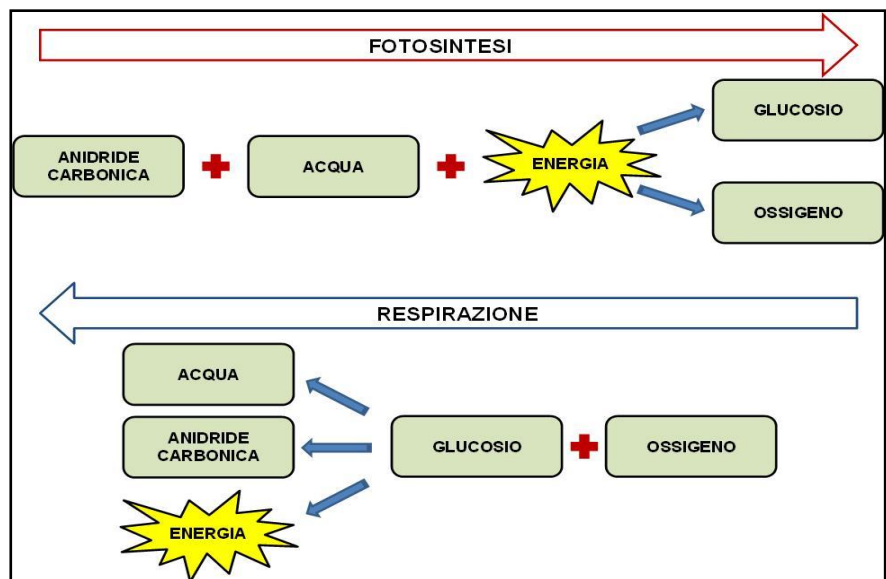 FOTOSINTESI
GLUCOSIO
ANIDRIDE
CARBONICA
ACQUA
ENERGIA
OSSIGENO
RESPIRAZIONE
ACQUA
ANIDRIDE
CARBONICA
GLUCOSIO
OSSIGENO
ENERGIA